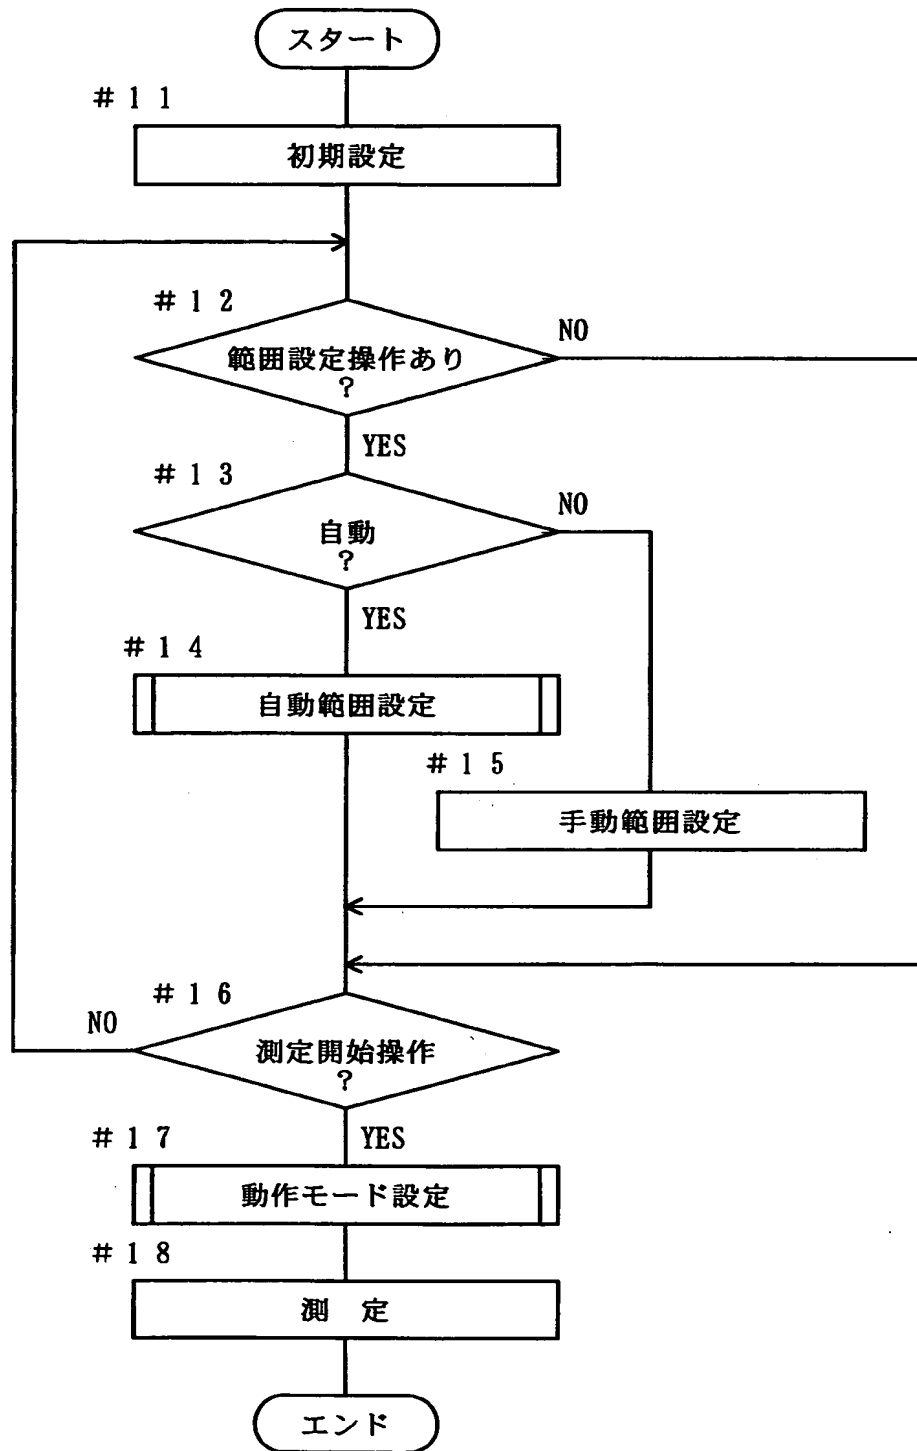 スタート
#11
初期設定
#12
NO
範囲設定操作あり
?
YES
#13
NO
自動
?
YES
#14
自動範囲設定
#15
手動範囲設定
#16
NO
測定開始操作
?
YES
#17
動作モード設定
#18
測 定
エンド